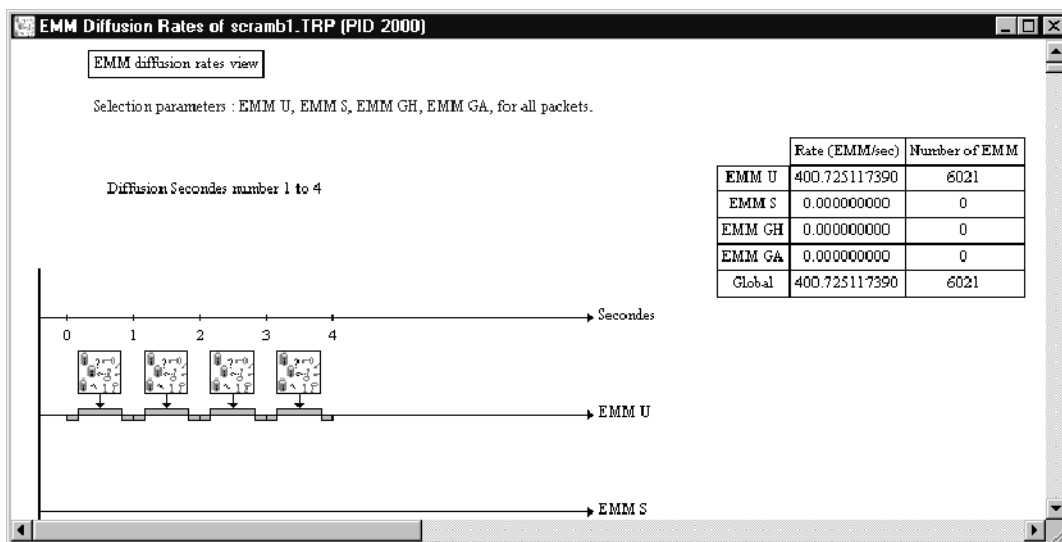 EMM Diffusion Rates of scramb1.TRP (PID 2000)
EMM diffusion rates view
Selection parameters : EMM U, EMM S, EMM GH, EMM GA, for all packets.
Rate (EMM/sec) Number of EMM
EMM U 400.725117390 6021
EMM S 0.000000000 0
EMM GH 0.000000000 0
EMM GA 0.000000000 0
Global 400.725117390 6021
Diffusion Secondes number 1 to 4
Secondes
0 1 2 3 4
EMM U
EMM S